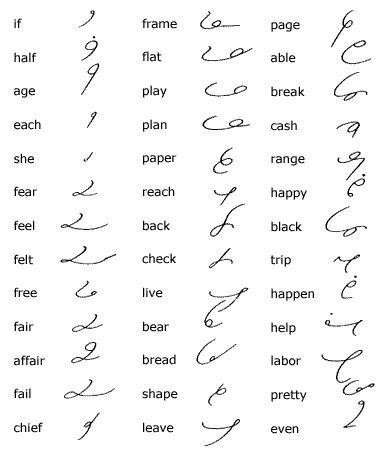 if frame page
half flat able
age play break
each plan cash
she paper range
fear reach happy
feel back black
felt check trip
free live happen
fair bear help
affair bread labor
fail shape pretty
chief leave even